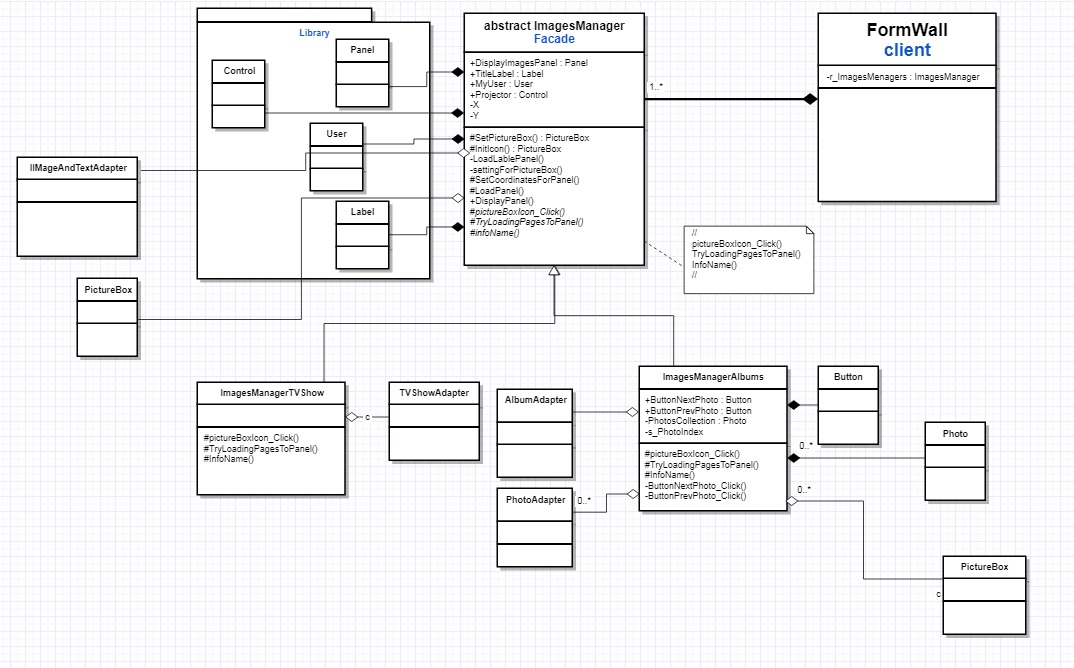 Library
Panel
Control
User
Label
IIMageAndTextAdapter
PictureBox
abstract ImagesManager
Facade
+DisplayImagesPanel : Panel
+TitleLabel : Label
+MyUser : User
+Projector : Control
-X
-Y
#SetPictureBox() : PictureBox
#InitIcon() : PictureBox
-LoadLablePanel()
-settingForPictureBox()
#SetCoordinatesForPanel()
#LoadPanel()
+DisplayPanel()
#pictureBoxIcon_Click()
#TryLoadingPagesToPanel()
#infoName()
1..*
FormWall
client
-r_ImagesMenagers : ImagesManager
//
pictureBoxIcon_Click()
TryLoadingPagesToPanel()
InfoName()
//
ImagesManagerTVShow
#pictureBoxIcon_Click()
#TryLoadingPagesToPanel()
#InfoName()
c
TVShowAdapter
AlbumAdapter
PhotoAdapter
0..*
ImagesManagerAlbums
+ButtonNextPhoto : Button
+ButtonPrevPhoto : Button
-PhotosCollection : Photo
-s_PhotoIndex
#pictureBoxIcon_Click()
#TryLoadingPagesToPanel()
#InfoName()
-ButtonNextPhoto_Click()
-ButtonPrevPhoto_Click()
Button
0..*
Photo
0..*
PictureBox
c